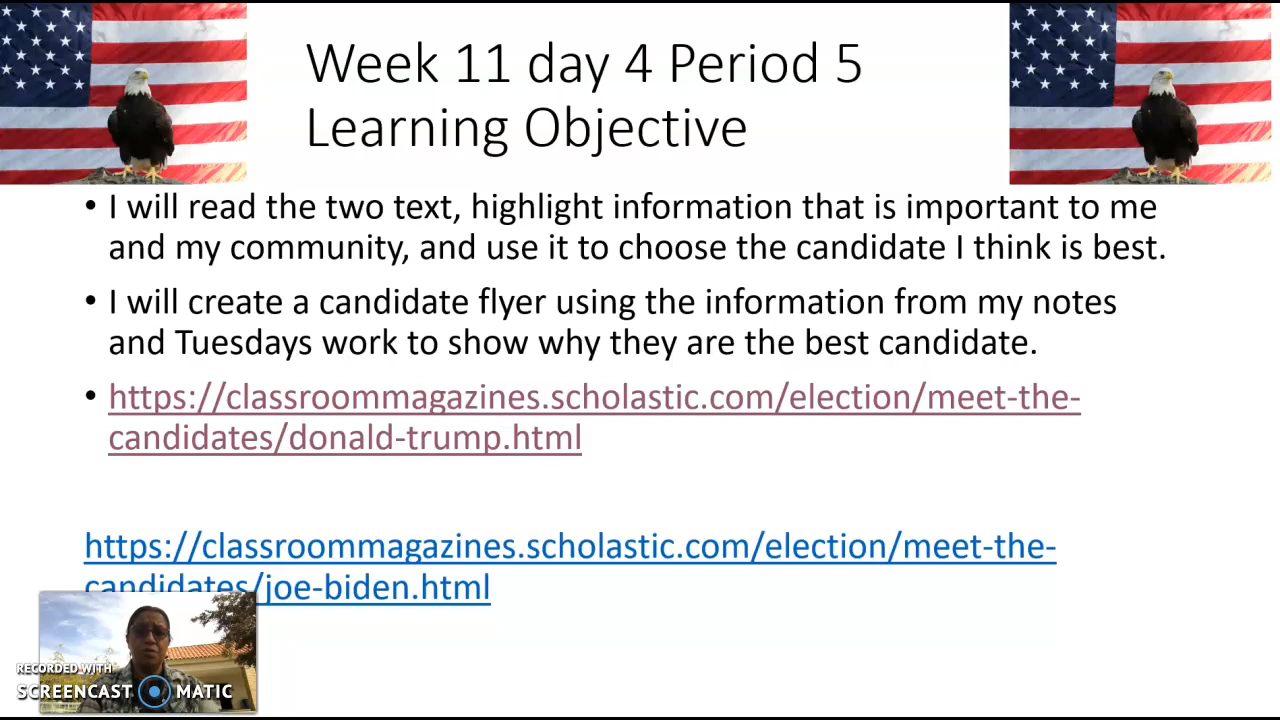 Week 11 day 4 Period 5
Learning Objective
• I will read the two text, highlight information that is important to me
and my community, and use it to choose the candidate I think is best.
• I will create a candidate flyer using the information from my notes
and Tuesdays work to show why they are the best candidate.
• https://classroommagazines.scholastic.com/election/meet-the-
candidates/donald-trump.html
https://classroommagazines.scholastic.com/election/meet-the-
candidates/joe-biden.html
RECORDED WITH
SCREENCAST MATIC